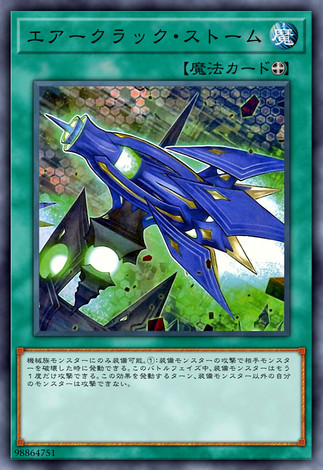 エアークラック・ストーム
魔
【魔法カード】
機械族モンスターにのみ装備可能。①:装備モンスターの攻撃で相手モンスタ
ーを破壊した時に発動できる。このバトルフェイズ中、装備モンスターはもう
1度だけ攻撃できる。この効果を発動するターン、装備モンスター以外の自分
のモンスターは攻撃できない。
98864751